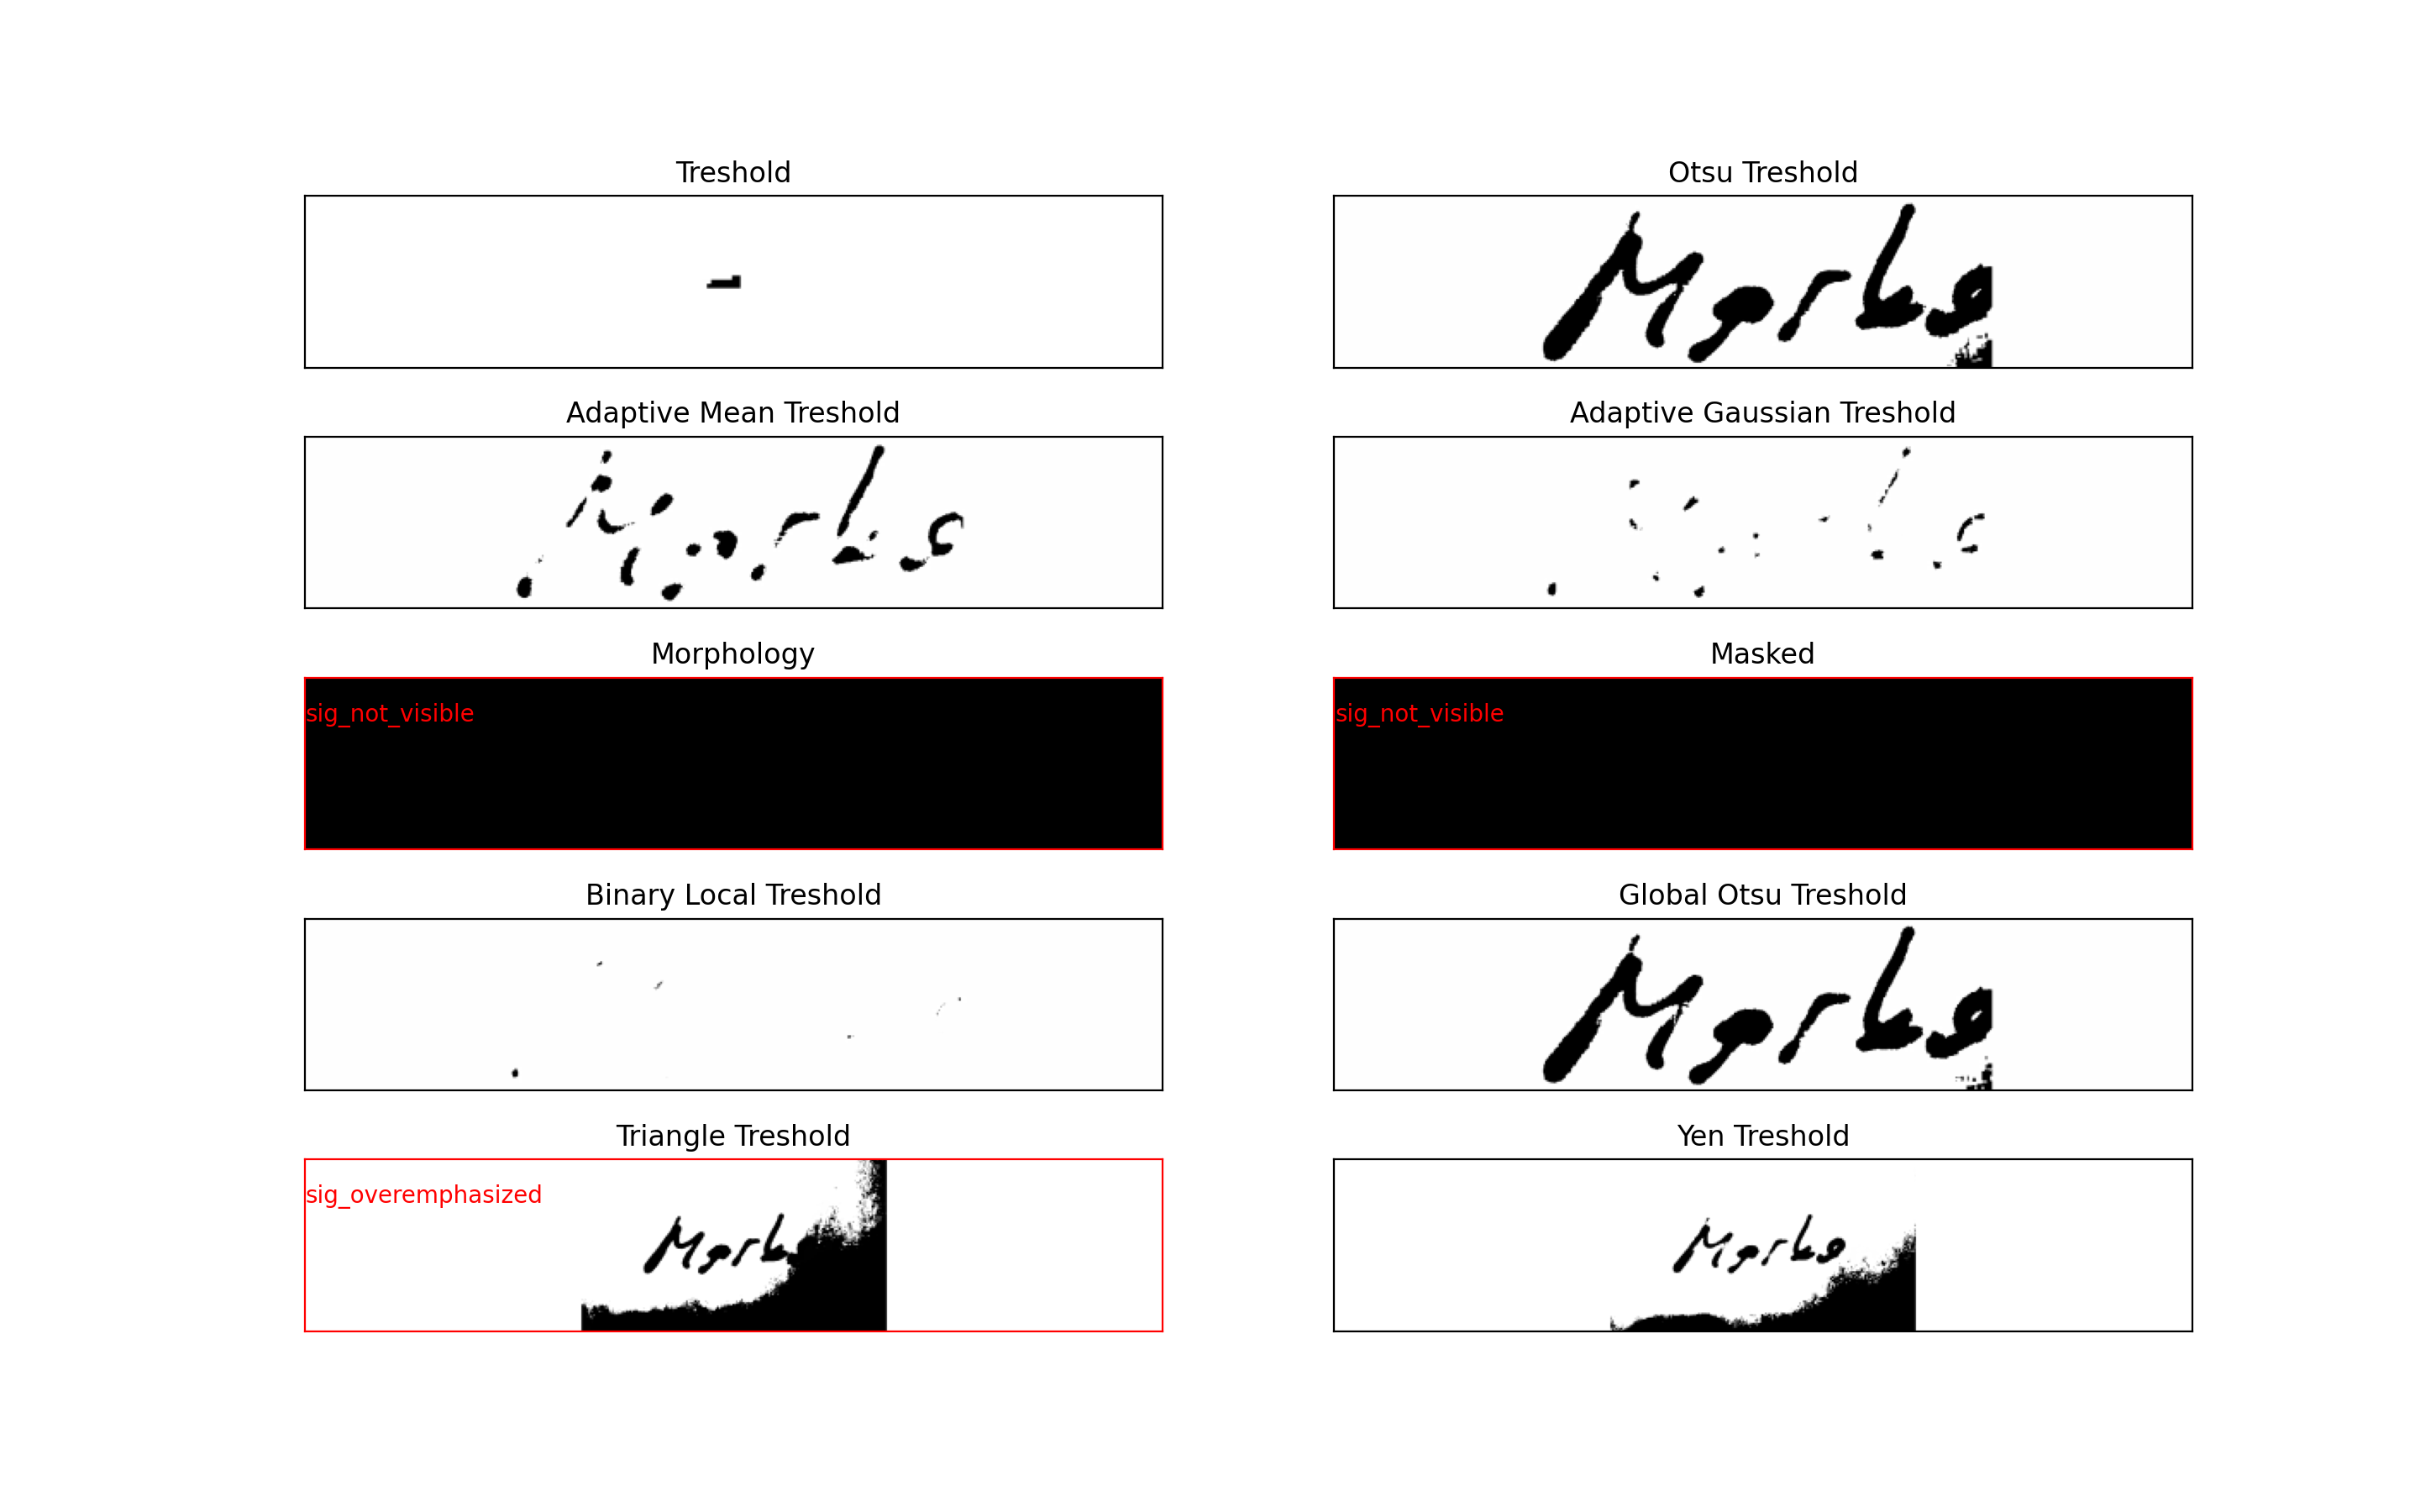 Treshold
Otsu Treshold
Adaptive Mean Treshold
Adaptive Gaussian Treshold
Morphology
sig_not_visible
Masked
sig_not_visible
Binary Local Treshold
Global Otsu Treshold
Triangle Treshold
sig_overemphasized
Yen Treshold